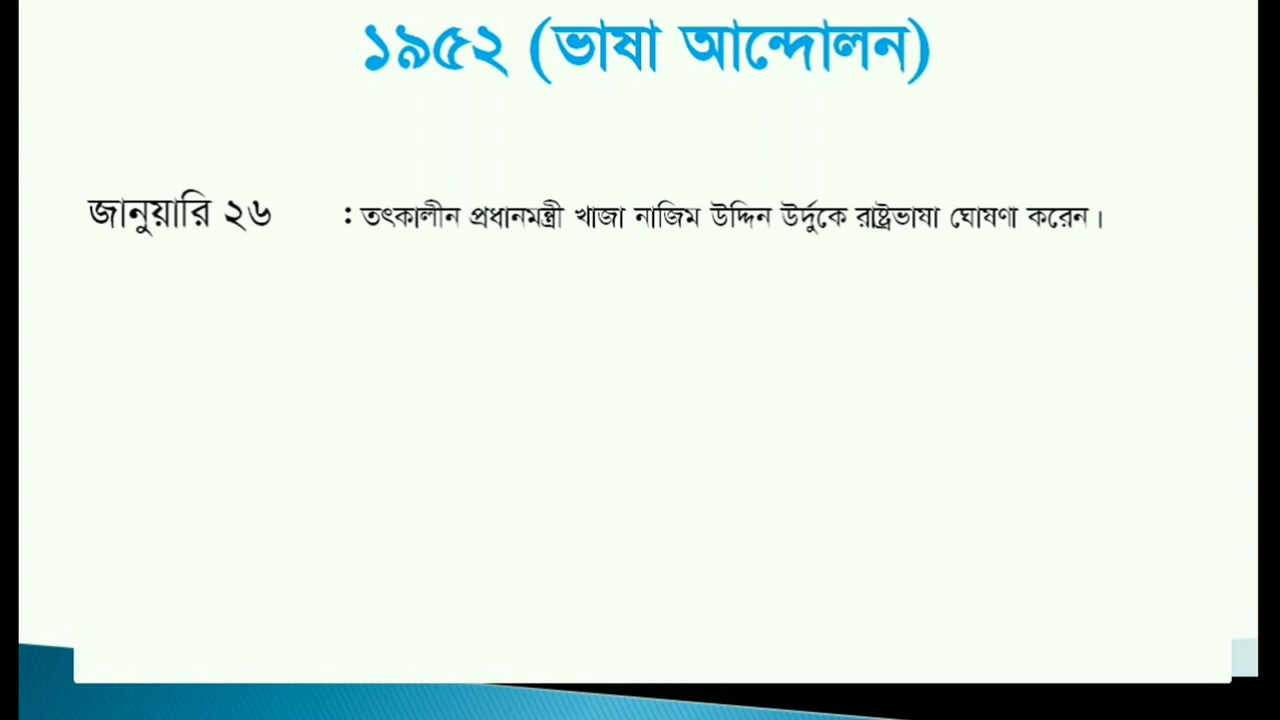 ১৯৫২ (ভাষা আন্দোলন)
জানুয়ারি ২৬ : তৎকালীন প্রধানমন্ত্রী খাজা নাজিম উদ্দিন উর্দুকে রাষ্ট্রভাষা ঘোষণা করেন।